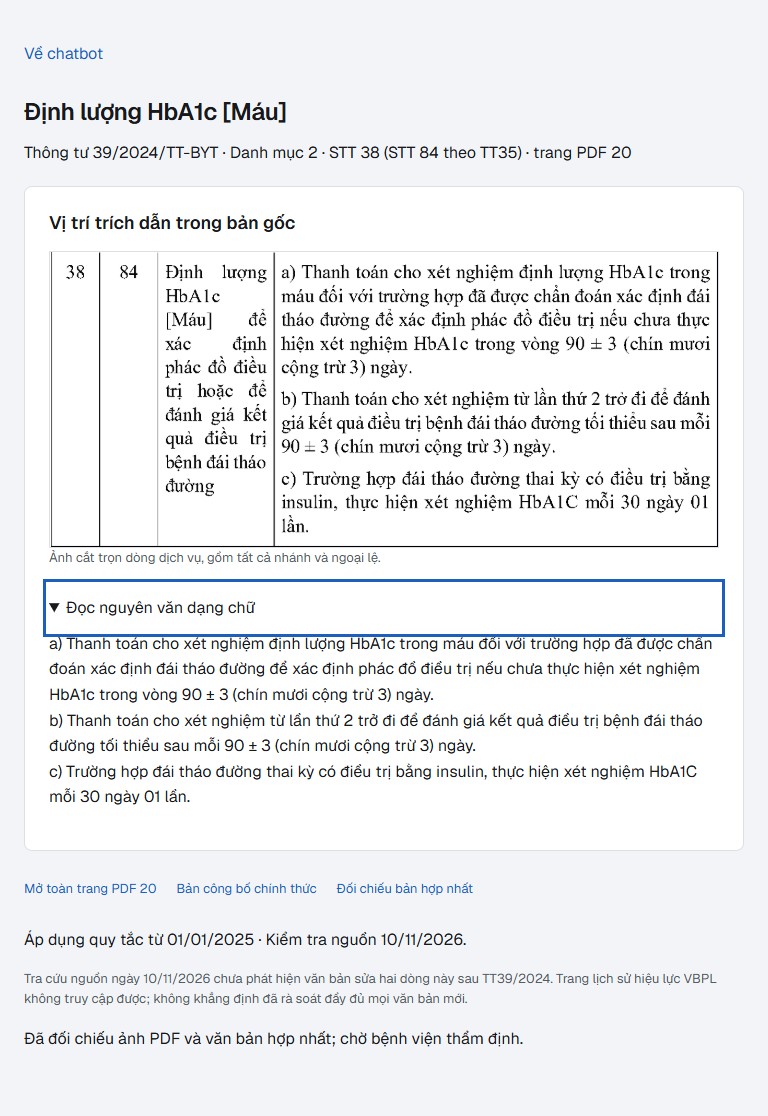 Về chatbot
Định lượng HbA1c [Máu]
Thông tư 39/2024/TT-BYT · Danh mục 2 · STT 38 (STT 84 theo TT35) · trang PDF 20
Vị trí trích dẫn trong bản gốc
38
84
Định lượng
HbA1c
[Máu] để
xác định
phác đồ điều
trị hoặc để
đánh giá kết
quả điều trị
bệnh đái tháo
đường
a) Thanh toán cho xét nghiệm định lượng HbA1c trong
máu đối với trường hợp đã được chẩn đoán xác định đái
tháo đường để xác định phác đồ điều trị nếu chưa thực
hiện xét nghiệm HbA1c trong vòng 90 ± 3 (chín mươi
cộng trừ 3) ngày.
b) Thanh toán cho xét nghiệm từ lần thứ 2 trở đi để đánh
giá kết quả điều trị bệnh đái tháo đường tối thiểu sau mỗi
90 ± 3 (chín mươi cộng trừ 3) ngày.
c) Trường hợp đái tháo đường thai kỳ có điều trị bằng
insulin, thực hiện xét nghiệm HbA1C mỗi 30 ngày 01
lần.
Ảnh cắt trọn dòng dịch vụ, gồm tất cả nhánh và ngoại lệ.
▼ Đọc nguyên văn dạng chữ
a) Thanh toán cho xét nghiệm định lượng HbA1c trong máu đối với trường hợp đã được chẩn
đoán xác định đái tháo đường để xác định phác đồ điều trị nếu chưa thực hiện xét nghiệm
HbA1c trong vòng 90 ± 3 (chín mươi cộng trừ 3) ngày.
b) Thanh toán cho xét nghiệm từ lần thứ 2 trở đi để đánh giá kết quả điều trị bệnh đái tháo
đường tối thiểu sau mỗi 90 ± 3 (chín mươi cộng trừ 3) ngày.
c) Trường hợp đái tháo đường thai kỳ có điều trị bằng insulin, thực hiện xét nghiệm HbA1C
mỗi 30 ngày 01 lần.
Mở toàn trang PDF 20 Bản công bố chính thức Đối chiếu bản hợp nhất
Áp dụng quy tắc từ 01/01/2025 · Kiểm tra nguồn 10/11/2026.
Tra cứu nguồn ngày 10/11/2026 chưa phát hiện văn bản sửa hai dòng này sau TT39/2024. Trang lịch sử hiệu lực VBPL
không truy cập được; không khẳng định đã rà soát đầy đủ mọi văn bản mới.
Đã đối chiếu ảnh PDF và văn bản hợp nhất; chờ bệnh viện thẩm định.